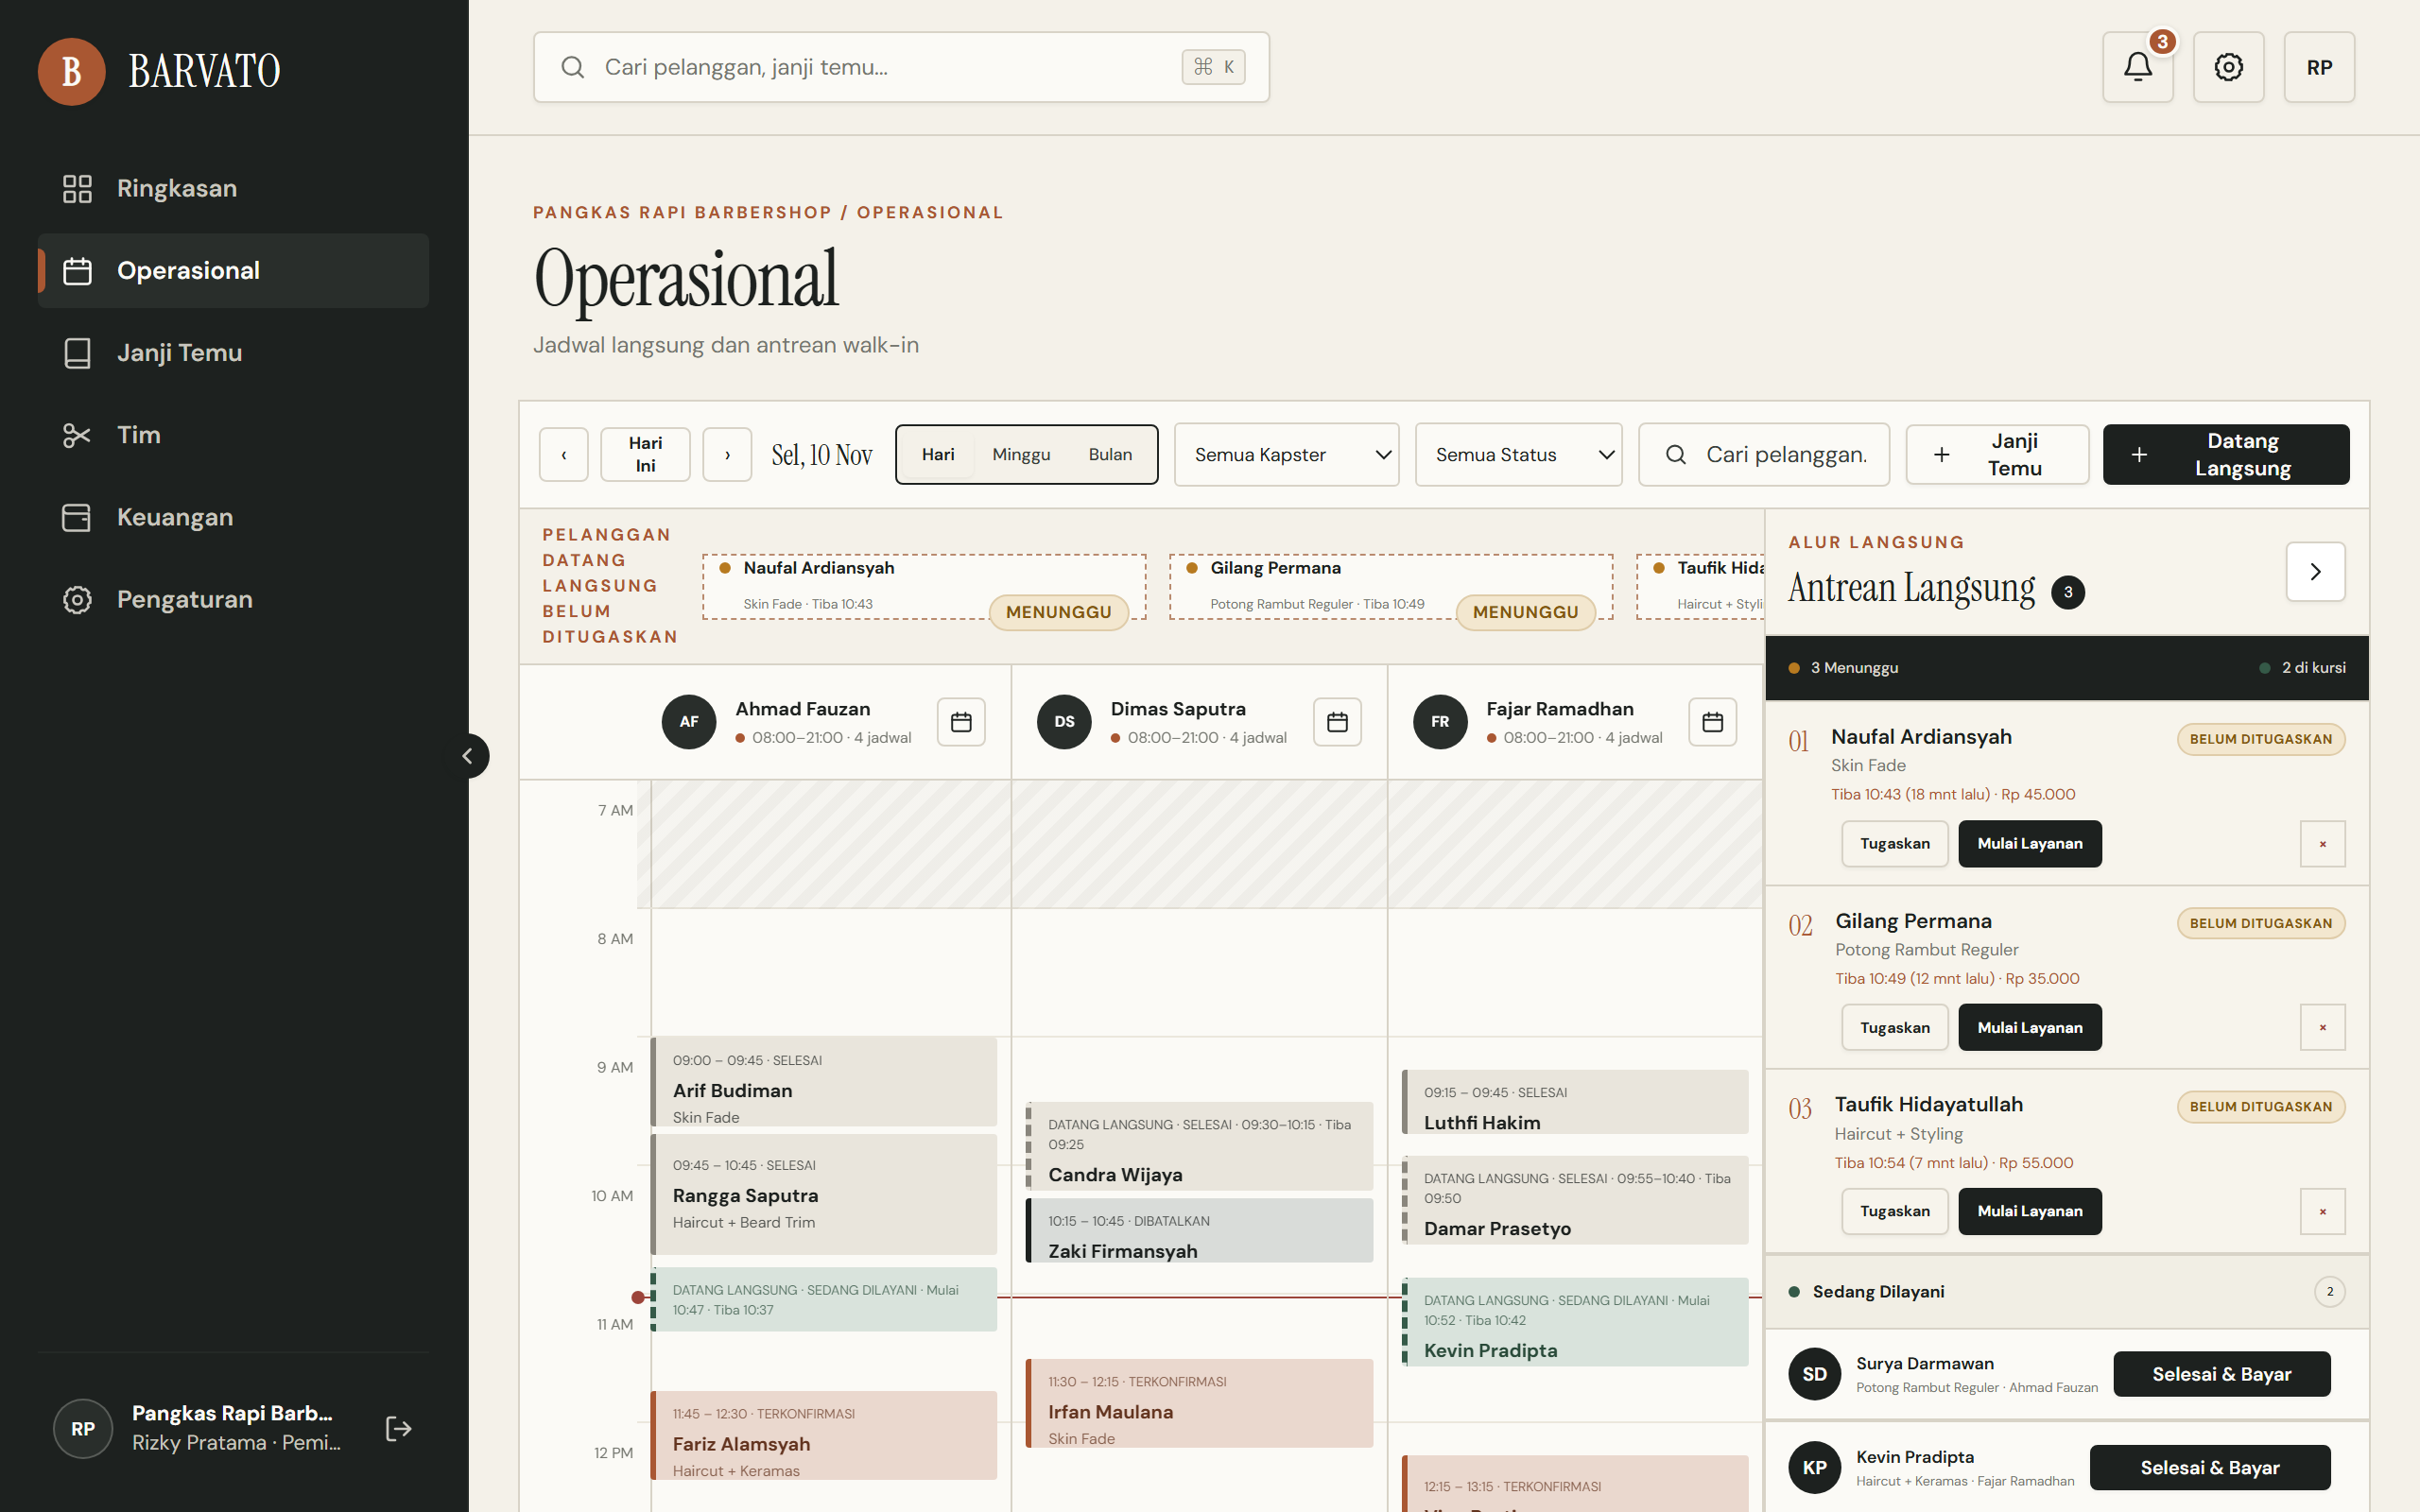 B BARVATO
Ringkasan
Operasional
Janji Temu
Tim
Keuangan
Pengaturan
RP
Pangkas Rapi Barb...
Rizky Pratama · Pemi...
Cari pelanggan, janji temu...
⌘ K
3
RP
PANGKAS RAPI BARBERSHOP / OPERASIONAL
Operasional
Jadwal langsung dan antrean walk-in
‹
Hari
Ini
›
Sel, 10 Nov
Hari
Minggu
Bulan
Semua Kapster
Semua Status
Cari pelanggan.
+ Janji
Temu
+ Datang
Langsung
PELANGGAN
DATANG
LANGSUNG
BELUM
DITUGASKAN
Naufal Ardiansyah
Skin Fade · Tiba 10:43
MENUNGGU
Gilang Permana
Potong Rambut Reguler · Tiba 10:49
MENUNGGU
Taufik Hida
Haircut + Styli
AF
Ahmad Fauzan
08:00–21:00 · 4 jadwal
DS
Dimas Saputra
08:00–21:00 · 4 jadwal
FR
Fajar Ramadhan
08:00–21:00 · 4 jadwal
7 AM
8 AM
9 AM
10 AM
11 AM
12 PM
09:00 – 09:45 · SELESAI
Arif Budiman
Skin Fade
09:45 – 10:45 · SELESAI
Rangga Saputra
Haircut + Beard Trim
DATANG LANGSUNG · SEDANG DILAYANI · Mulai
10:47 · Tiba 10:37
11:45 – 12:30 · TERKONFIRMASI
Fariz Alamsyah
Haircut + Keramas
DATANG LANGSUNG · SELESAI · 09:30–10:15 · Tiba
09:25
Candra Wijaya
10:15 – 10:45 · DIBATALKAN
Zaki Firmansyah
11:30 – 12:15 · TERKONFIRMASI
Irfan Maulana
Skin Fade
09:15 – 09:45 · SELESAI
Luthfi Hakim
DATANG LANGSUNG · SELESAI · 09:55–10:40 · Tiba
09:50
Damar Prasetyo
DATANG LANGSUNG · SEDANG DILAYANI · Mulai
10:52 · Tiba 10:42
Kevin Pradipta
12:15 – 13:15 · TERKONFIRMASI
ALUR LANGSUNG
Antrean Langsung 3
3 Menunggu
2 di kursi
01
Naufal Ardiansyah
BELUM DITUGASKAN
Skin Fade
Tiba 10:43 (18 mnt lalu) · Rp 45.000
Tugaskan
Mulai Layanan
×
02
Gilang Permana
BELUM DITUGASKAN
Potong Rambut Reguler
Tiba 10:49 (12 mnt lalu) · Rp 35.000
Tugaskan
Mulai Layanan
×
03
Taufik Hidayatullah
BELUM DITUGASKAN
Haircut + Styling
Tiba 10:54 (7 mnt lalu) · Rp 55.000
Tugaskan
Mulai Layanan
×
Sedang Dilayani
2
SD
Surya Darmawan
Potong Rambut Reguler · Ahmad Fauzan
Selesai & Bayar
KP
Kevin Pradipta
Haircut + Keramas · Fajar Ramadhan
Selesai & Bayar